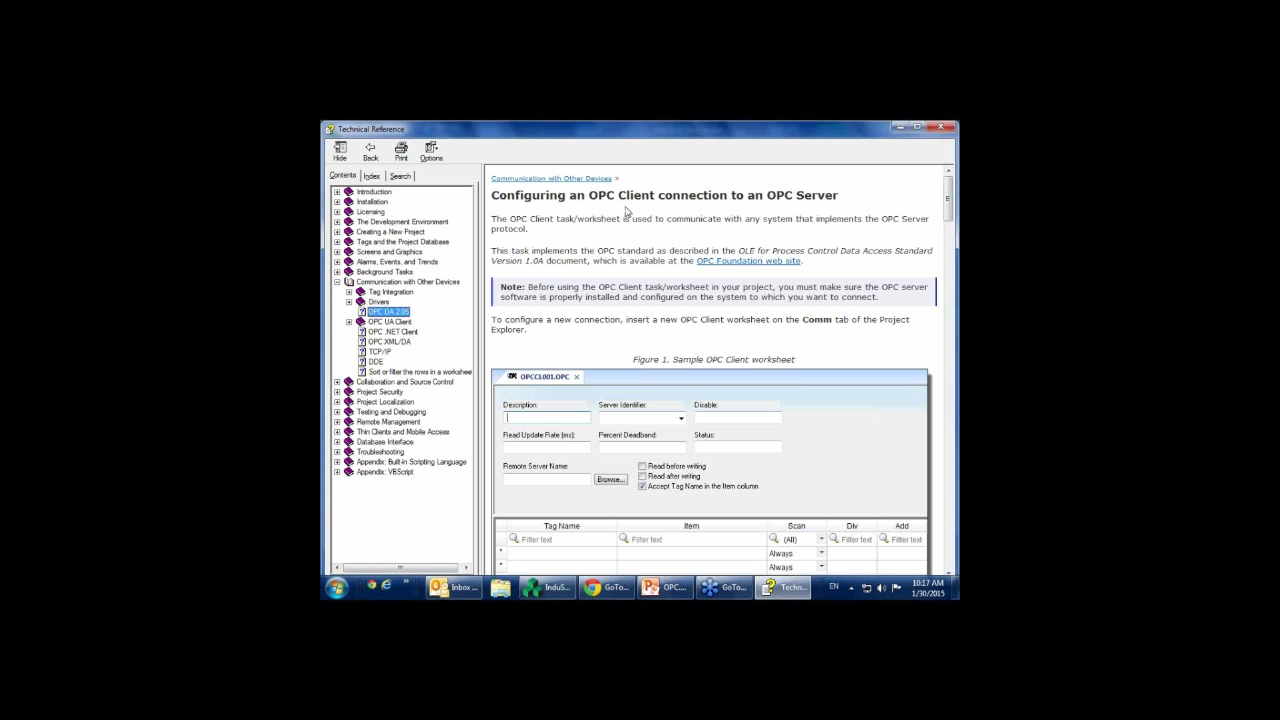 Technical Reference
Hide Back Print Options
Contents Index Search
Introduction
Installation
Licensing
The Development Environment
Creating a New Project
Tags and the Project Database
Screens and Graphics
Alarms, Events, and Trends
Background Tasks
Communication with Other Devices
Tag Integration
Drivers
OPC DA 2.05
OPC UA Client
OPC .NET Client
OPC XML/DA
TCP/IP
DDE
Sort or filter the rows in a workshee
Collaboration and Source Control
Project Security
Project Localization
Testing and Debugging
Remote Management
Thin Clients and Mobile Access
Database Interface
Troubleshooting
Appendix: Built-in Scripting Language
Appendix: VBScript
Communication with Other Devices >
Configuring an OPC Client connection to an OPC Server
The OPC Client task/worksheet is used to communicate with any system that implements the OPC Server
protocol.
This task implements the OPC standard as described in the OLE for Process Control Data Access Standard
Version 1.0A document, which is available at the OPC Foundation web site.
Note: Before using the OPC Client task/worksheet in your project, you must make sure the OPC server
software is properly installed and configured on the system to which you want to connect.
To configure a new connection, insert a new OPC Client worksheet on the Comm tab of the Project
Explorer.
Figure 1. Sample OPC Client worksheet
OPCCL001.OPC
Description: Server Identifier: Disable:
Read Update Rate (ms): Percent Deadband: Status:
Remote Server Name:
Browse...
Read before writing
Read after writing
Accept Tag Name in the Item column
Tag Name Item Scan Div Add
Filter text Filter text (All) Filter text Filter text
* Always
* Always
Inbox ... InduS... GoTo... OPC... GoTo... Techn... EN
10:17 AM
1/30/2015